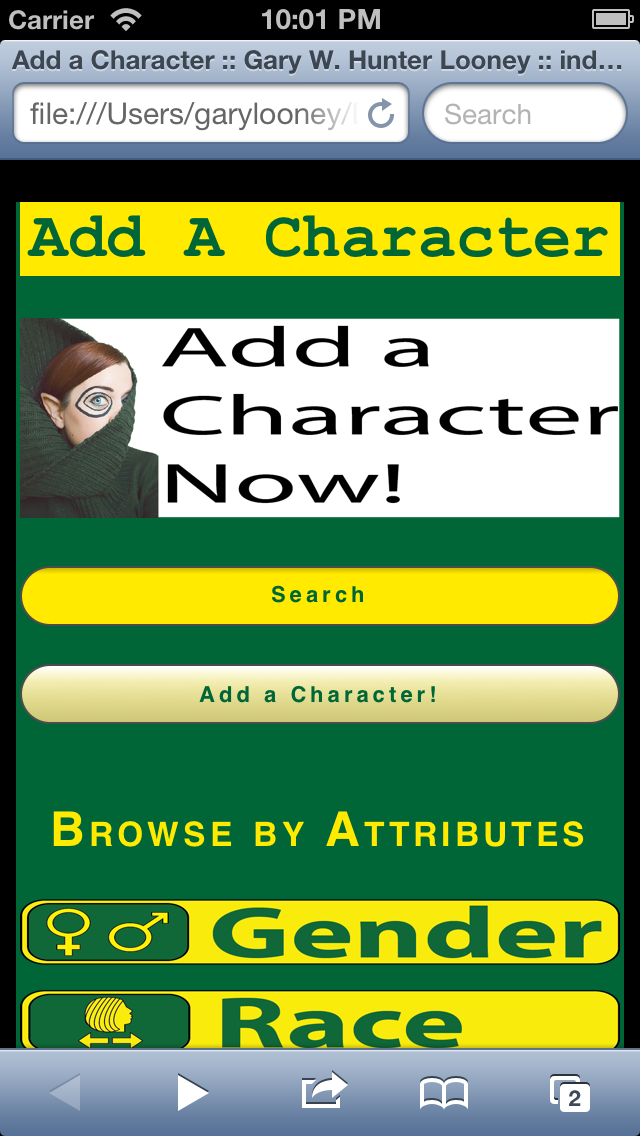 Carrier 10:01 PM
Add a Character :: Gary W. Hunter Looney :: ind...
file:///Users/garylooney/
Search
Add A Character
Add a
Character
Now!
Search
Add a Character!
Browse by Attributes
Gender
Race
2